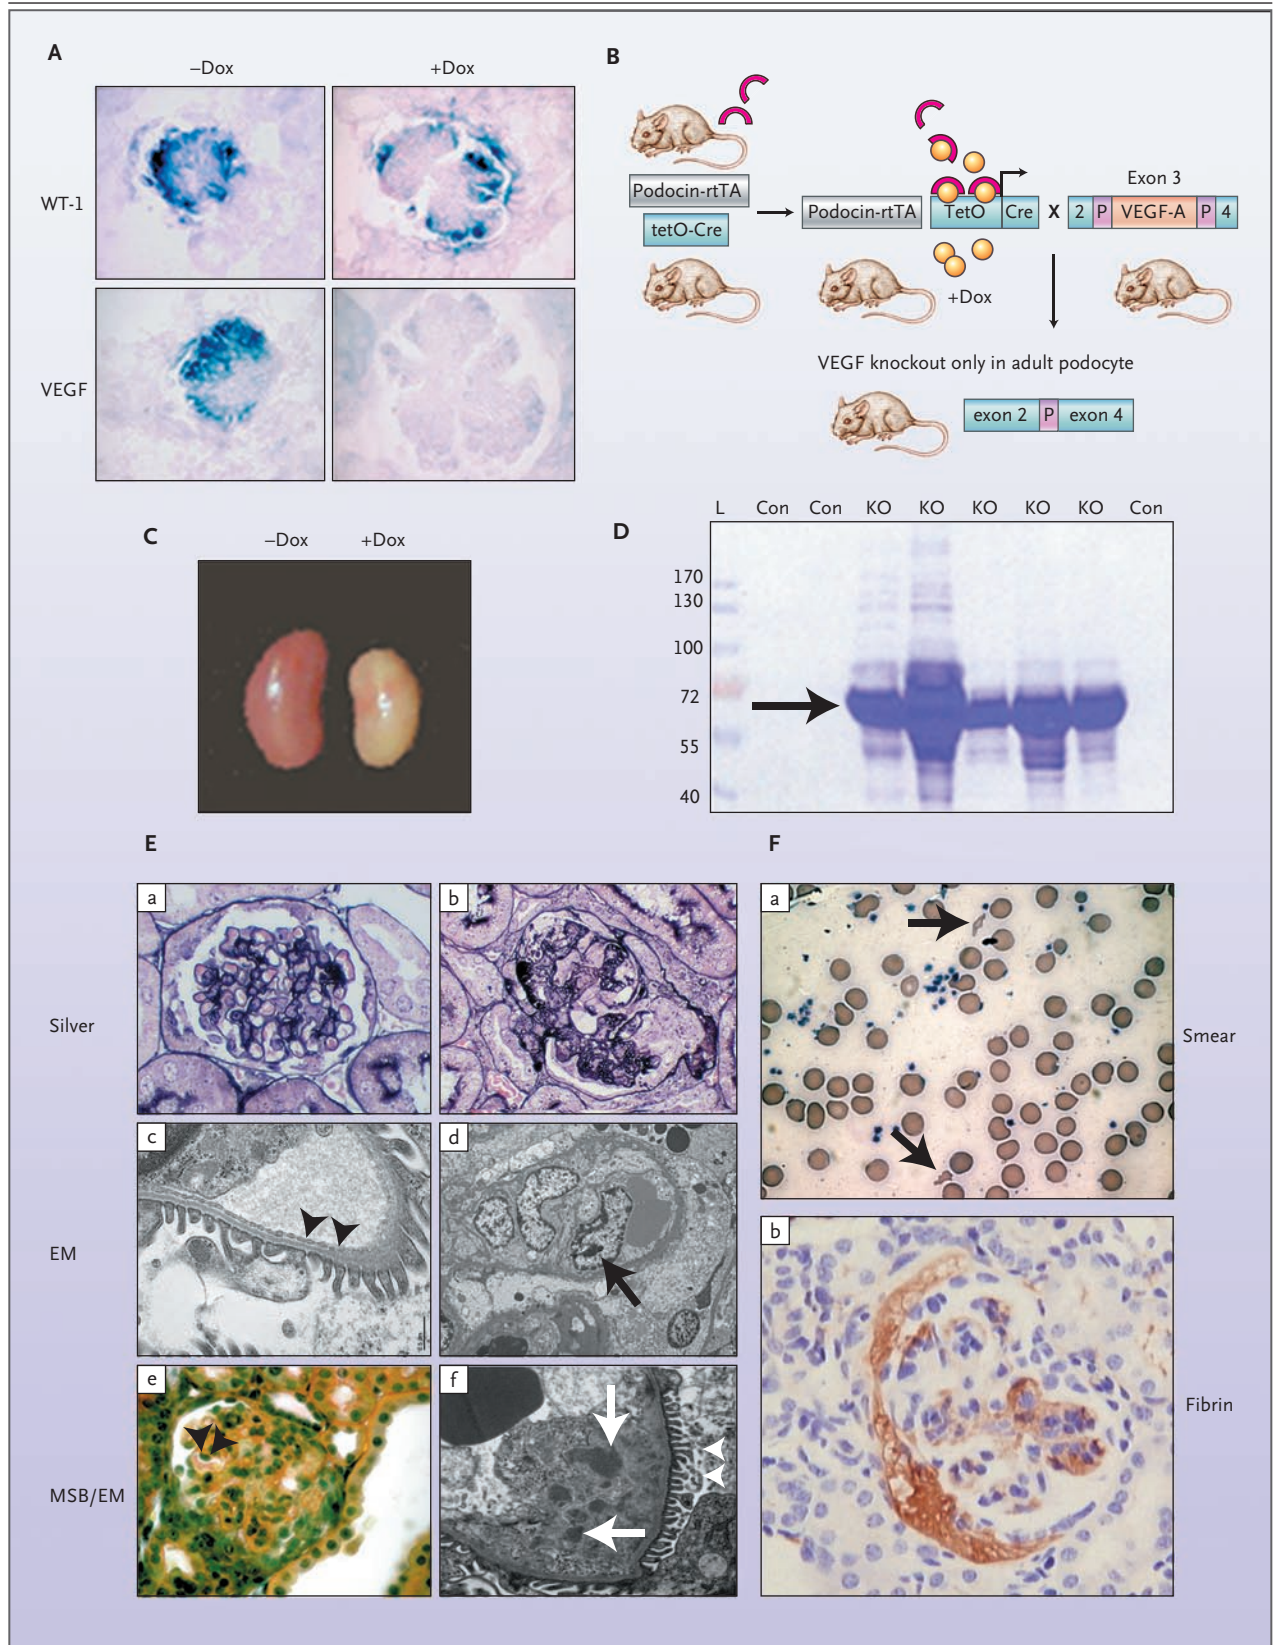 A
–Dox
+Dox
WT-1
VEGF
B
Podocin-rtTA
tetO-Cre
Podocin-rtTA
TetO
Cre
X
Exon 3
2
P
VEGF-A
P
4
+Dox
VEGF knockout only in adult podocyte
exon 2
P
exon 4
C
–Dox
+Dox
D
L Con Con KO KO KO KO KO Con
170
130
100
72
55
40
E
Silver
a
b
EM
c
d
MSB/EM
e
f
F
a
Smear
b
Fibrin